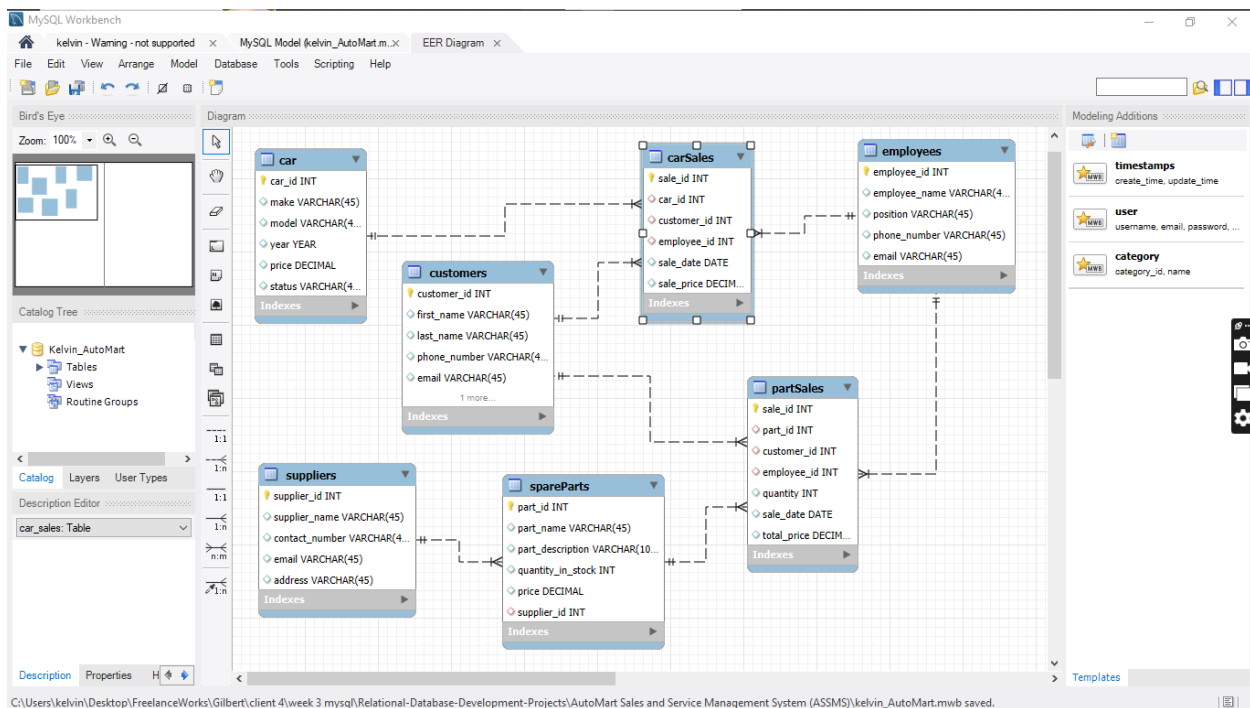 MySQL Workbench
kelvin - Warning - not supported
MySQL Model (kelvin_AutoMart.m..
EER Diagram
File Edit View Arrange Model Database Tools Scripting Help
Bird's Eye
Zoom: 100%
Diagram
Modeling Additions
car
car_id INT
make VARCHAR(45)
model VARCHAR(4...
year YEAR
price DECIMAL
status VARCHAR(4...
Indexes
customers
customer_id INT
first_name VARCHAR(45)
last_name VARCHAR(45)
phone_number VARCHAR(4...
email VARCHAR(45)
1 more...
Indexes
carSales
sale_id INT
car_id INT
customer_id INT
employee_id INT
sale_date DATE
sale_price DECIM...
Indexes
employees
employee_id INT
employee_name VARCHAR(4...
position VARCHAR(45)
phone_number VARCHAR(45)
email VARCHAR(45)
Indexes
partSales
sale_id INT
part_id INT
customer_id INT
employee_id INT
quantity INT
sale_date DATE
total_price DECIM...
Indexes
suppliers
supplier_id INT
supplier_name VARCHAR(45)
contact_number VARCHAR(4...
email VARCHAR(45)
address VARCHAR(45)
Indexes
spareParts
part_id INT
part_name VARCHAR(45)
part_description VARCHAR(10...
quantity_in_stock INT
price DECIMAL
supplier_id INT
Indexes
timestamps
create_time, update_time
user
username, email, password, ...
category
category_id, name
MWB
MWB
MWB
Catalog Tree
Kelvin_AutoMart
Tables
Views
Routine Groups
Catalog Layers User Types
Description Editor
car_sales: Table
1:1
1:n
1:1
1:n
n:m
1:n
Description Properties H
Templates
C:\Users\kelvin\Desktop\FreelanceWorks\Gilbert\client 4\week 3 mysql\Relational-Database-Development-Projects\AutoMart Sales and Service Management System (ASSMS)\kelvin_AutoMart.mwb saved.